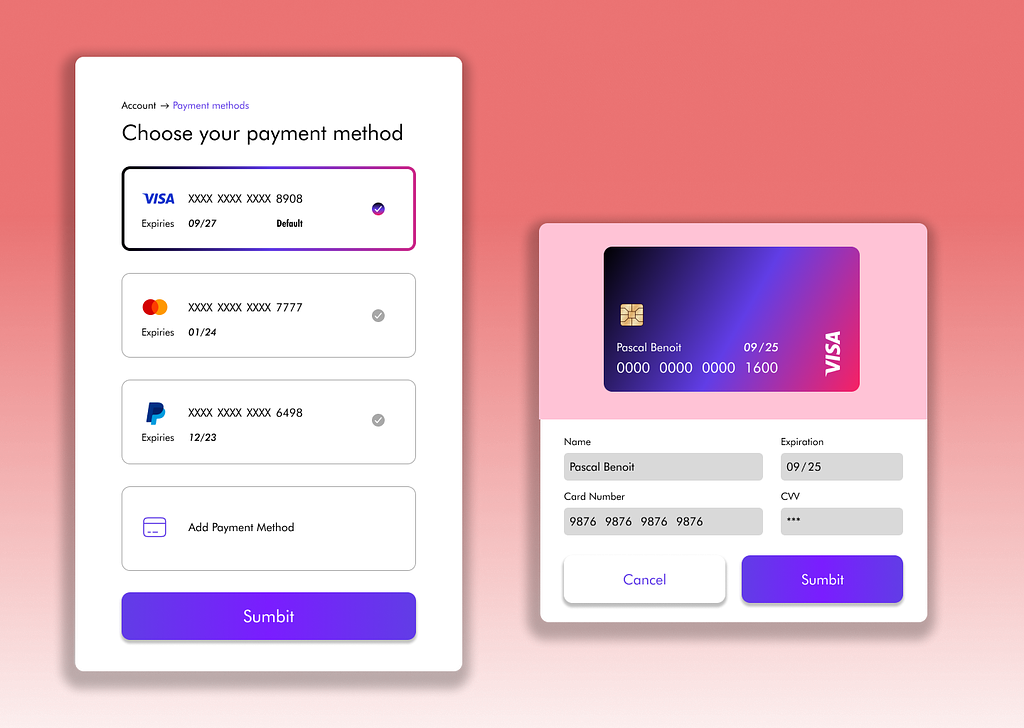 Account → Payment methods
Choose your payment method
VISA XXXX XXXX XXXX 8908
Expiries 09/27 Default
XXXX XXXX XXXX 7777
Expiries 01/24
XXXX XXXX XXXX 6498
Expiries 12/23
Add Payment Method
Sumbit
Pascal Benoit 09/25
0000 0000 0000 1600
VISA
Name Expiration
Pascal Benoit 09/25
Card Number CVV
9876 9876 9876 9876 ***
Cancel Sumbit